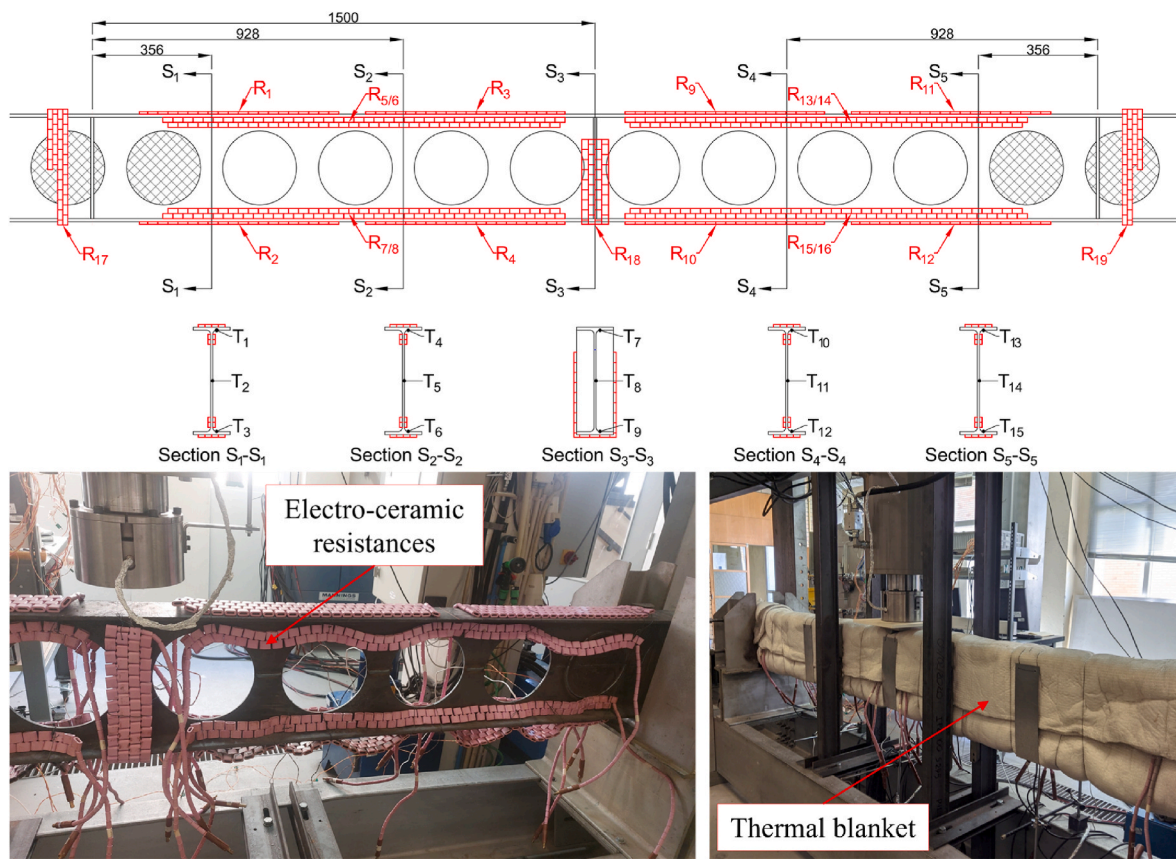 1500
928
928
356
356
S1
S2
S3
S4
S5
R1
R5/6
R3
R9
R13/14
R11
R17
R2
R7/8
R4
R18
R10
R15/16
R12
R19
S1
S2
S3
S4
S5
T1
T4
T7
T10
T13
T2
T5
T8
T11
T14
T3
T6
T9
T12
T15
Section S1-S1
Section S2-S2
Section S3-S3
Section S4-S4
Section S5-S5
Electro-ceramic
resistances
MANNINGS
Thermal blanket